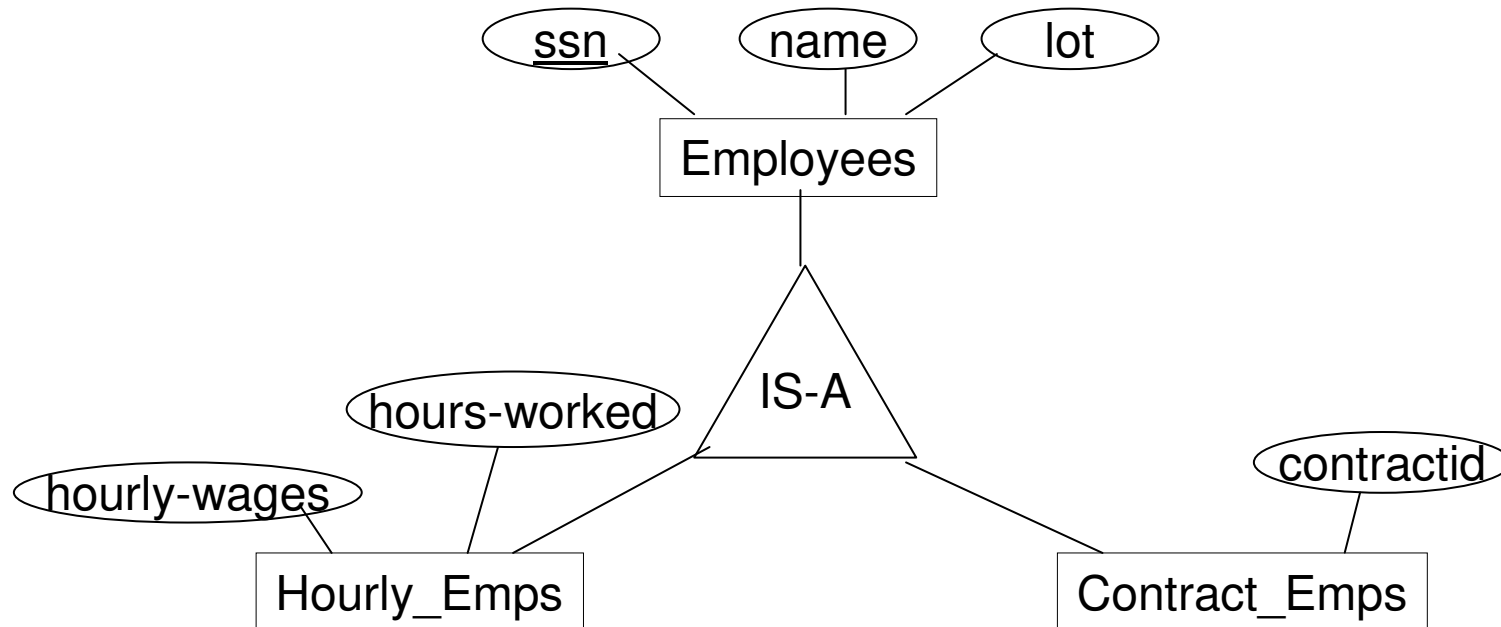 ssn name lot
Employees
IS-A
hours-worked
contractid
hourly-wages
Hourly_Emps Contract_Emps